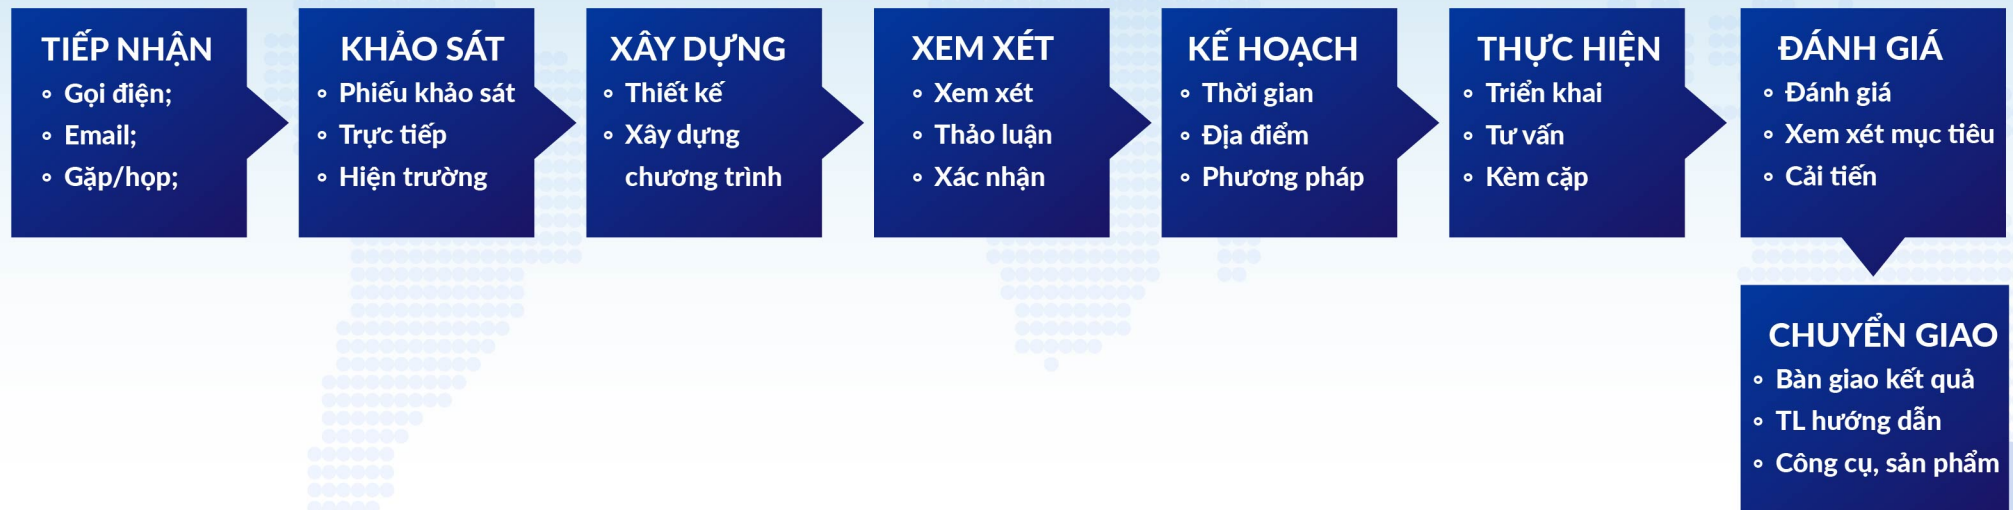 TIẾP NHẬN
Gọi điện;
Email;
Gặp/họp;
KHẢO SÁT
Phiếu khảo sát
Trực tiếp
Hiện trường
XÂY DỰNG
Thiết kế
Xây dựng
chương trình
XEM XÉT
Xem xét
Thảo luận
Xác nhận
KẾ HOẠCH
Thời gian
Địa điểm
Phương pháp
THỰC HIỆN
Triển khai
Tư vấn
Kèm cặp
ĐÁNH GIÁ
Đánh giá
Xem xét mục tiêu
Cải tiến
CHUYỂN GIAO
Bàn giao kết quả
TL hướng dẫn
Công cụ, sản phẩm